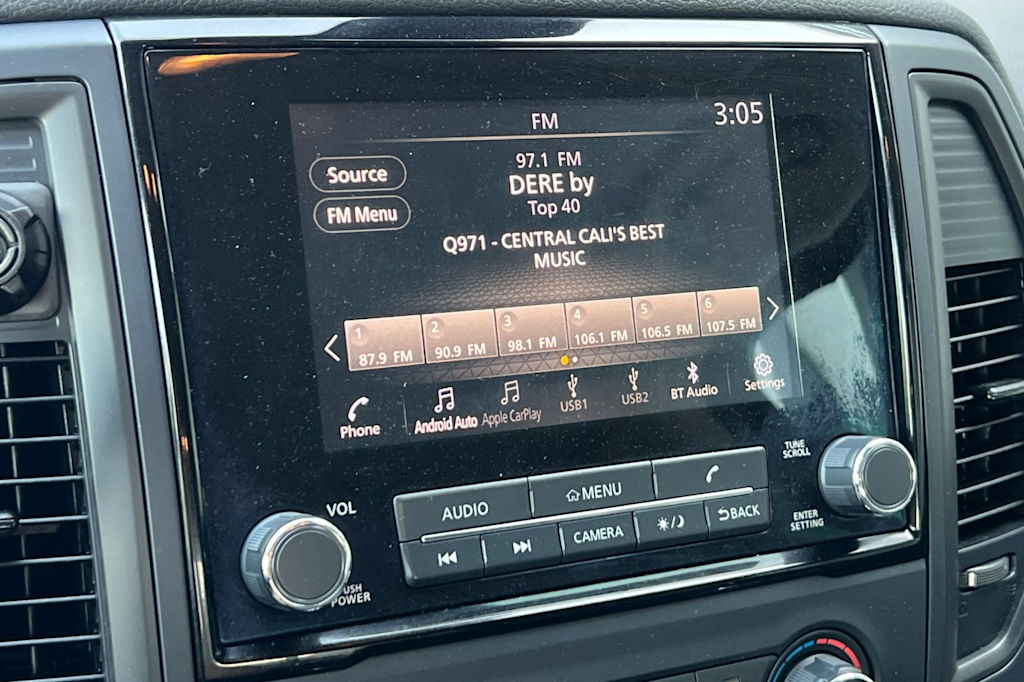 FM
3:05
Source
97.1 FM
DERE by
FM Menu
Top 40
Q971 - CENTRAL CALI'S BEST
MUSIC
1
2
3
4
5
6
87.9 FM
90.9 FM
98.1 FM
106.1 FM
106.5 FM
107.5 FM
Phone
Android Auto
Apple CarPlay
USB1
USB2
BT Audio
Settings
TUNE
SCROLL
VOL
AUDIO
MENU
CAMERA
BACK
ENTER
SETTING
PUSH
POWER